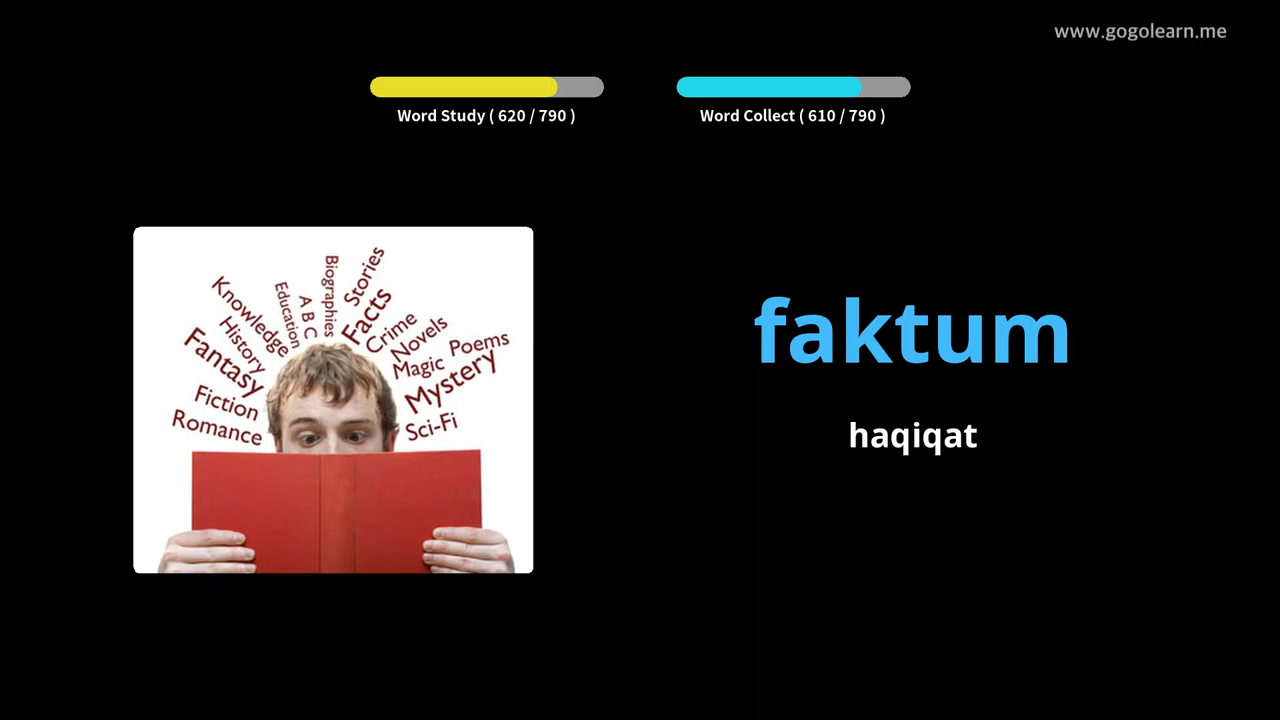 www.gogolearn.me
Word Study ( 620 / 790 )
Word Collect ( 610 / 790 )
Knowledge
Education
A B C
Biographies
Stories
Facts
History
Crime
Novels
Poems
Fantasy
Magic
Mystery
Fiction
Romance
Sci-Fi
faktum
haqiqat